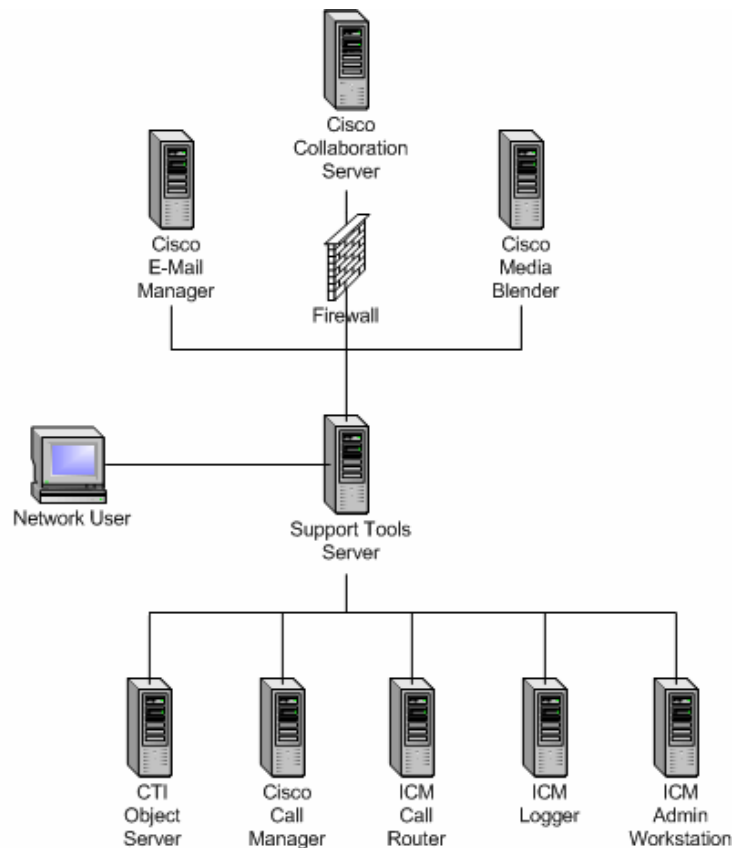 Cisco
Collaboration
Server
Cisco
E-Mail
Manager
Cisco
Media
Blender
Firewall
Network User
Support Tools
Server
CTI
Object
Server
Cisco
Call
Manager
ICM
Call
Router
ICM
Logger
ICM
Admin
Workstation